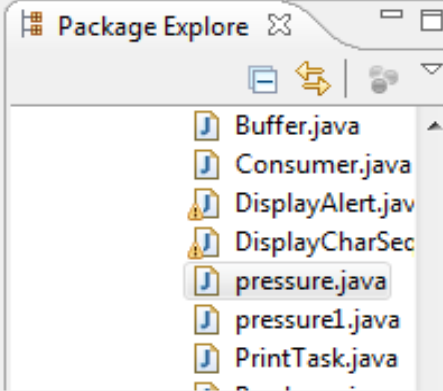 Package Explore
Buffer.java
Consumer.java
DisplayAlert.jav
DisplayCharSec
pressure.java
pressure1.java
PrintTask.java